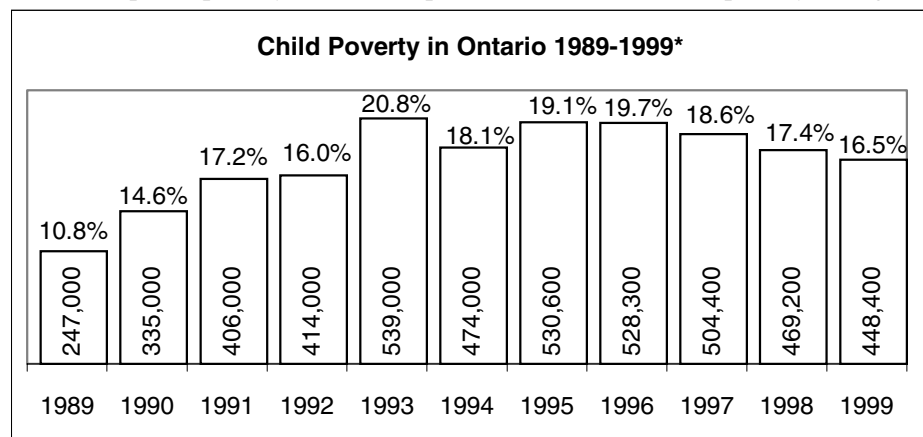 Child Poverty in Ontario 1989-1999*
10.8% 14.6% 17.2% 16.0% 20.8% 18.1% 19.1% 19.7% 18.6% 17.4% 16.5%
247,000 335,000 406,000 414,000 539,000 474,000 530,600 528,300 504,400 469,200 448,400
1989 1990 1991 1992 1993 1994 1995 1996 1997 1998 1999